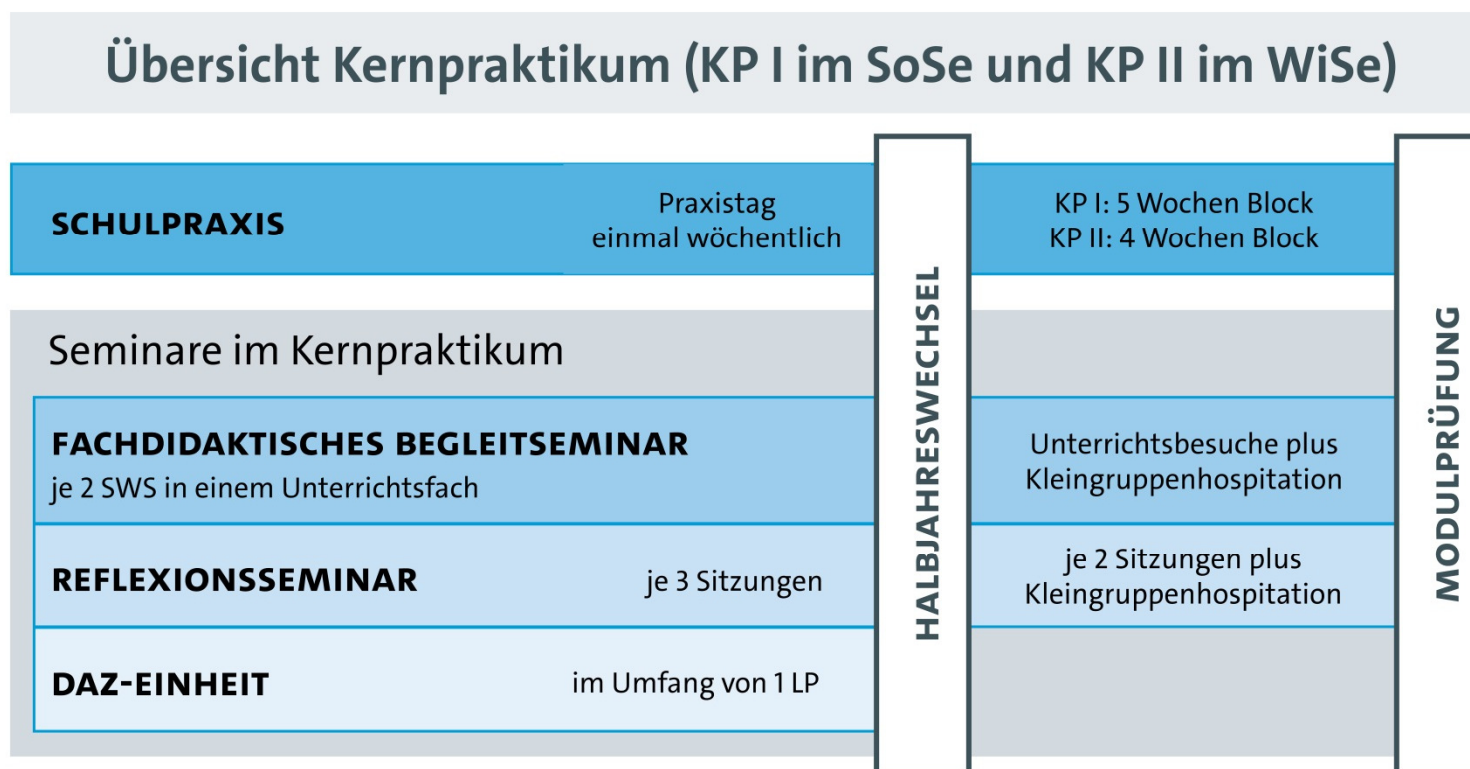 Übersicht Kernpraktikum (KP I im SoSe und KP II im WiSe)
SCHULPRAXIS
Praxistag
einmal wöchentlich
HALBJAHRESWECHSEL
KP I: 5 Wochen Block
KP II: 4 Wochen Block
MODULPRÜFUNG
Seminare im Kernpraktikum
FACHDIDAKTISCHES BEGLEITSEMINAR
je 2 SWS in einem Unterrichtsfach
Unterrichtsbesuche plus
Kleingruppenhospitation
REFLEXIONSSEMINAR
je 3 Sitzungen
je 2 Sitzungen plus
Kleingruppenhospitation
DAZ-EINHEIT
im Umfang von 1 LP